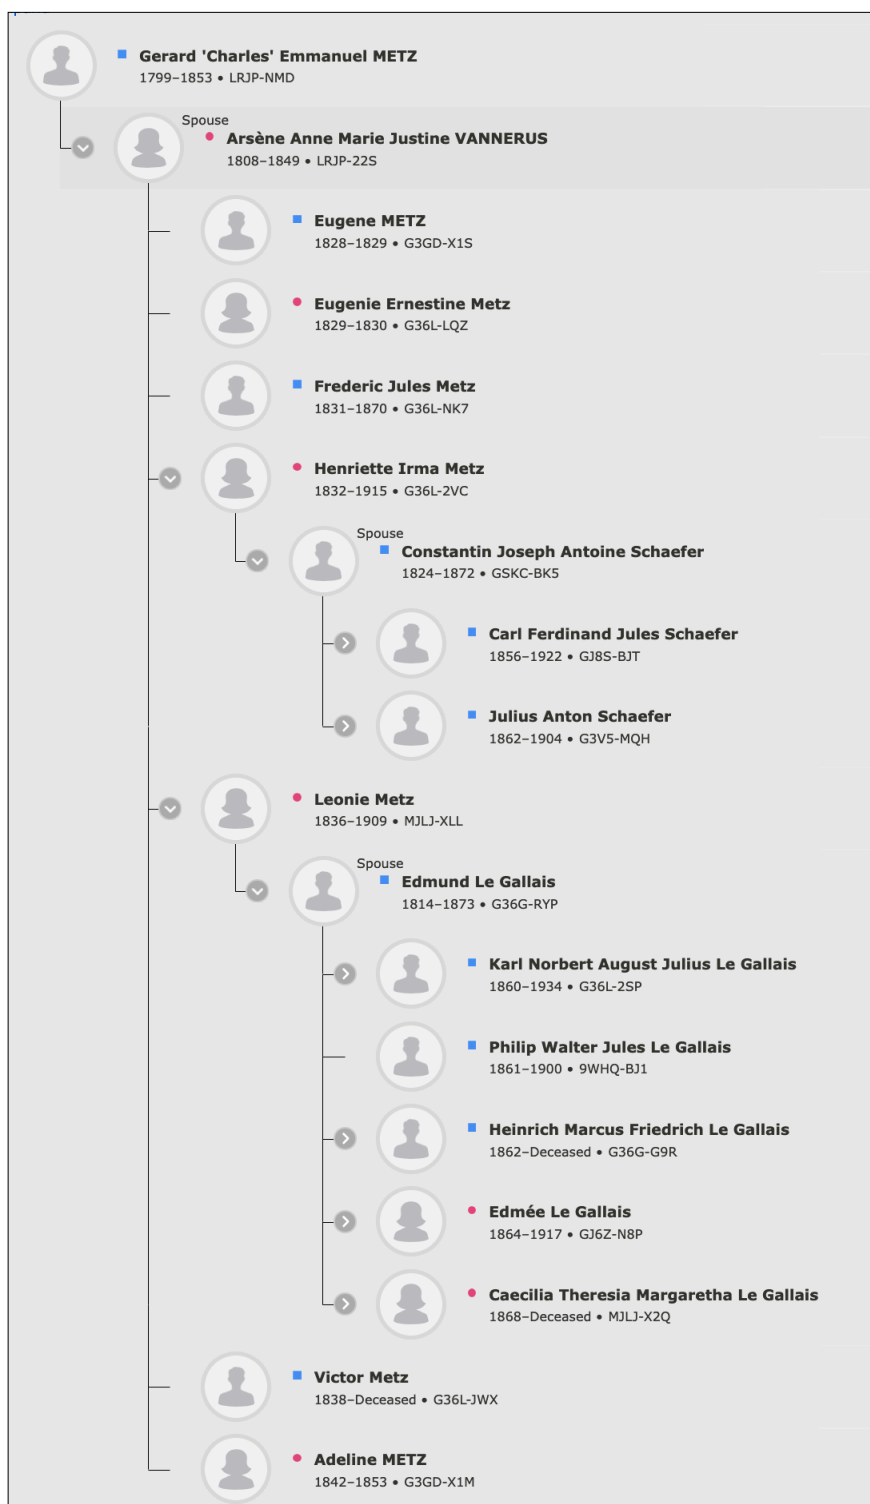 Gerard 'Charles' Emmanuel METZ
1799–1853 • LRJP-NMD
Spouse
Arsène Anne Marie Justine VANNERUS
1808–1849 • LRJP-22S
Eugene METZ
1828–1829 • G3GD-X1S
Eugenie Ernestine Metz
1829–1830 • G36L-LQZ
Frederic Jules Metz
1831–1870 • G36L-NK7
Henriette Irma Metz
1832–1915 • G36L-2VC
Spouse
Constantin Joseph Antoine Schaefer
1824–1872 • GSKC-BK5
Carl Ferdinand Jules Schaefer
1856–1922 • GJ8S-BJT
Julius Anton Schaefer
1862–1904 • G3V5-MQH
Leonie Metz
1836–1909 • MJLJ-XLL
Spouse
Edmund Le Gallais
1814–1873 • G36G-RYP
Karl Norbert August Julius Le Gallais
1860–1934 • G36L-2SP
Philip Walter Jules Le Gallais
1861–1900 • 9WHQ-BJ1
Heinrich Marcus Friedrich Le Gallais
1862–Deceased • G36G-G9R
Edmée Le Gallais
1864–1917 • GJ6Z-N8P
Caecilia Theresia Margaretha Le Gallais
1868–Deceased • MJLJ-X2Q
Victor Metz
1838–Deceased • G36L-JWX
Adeline METZ
1842–1853 • G3GD-X1M